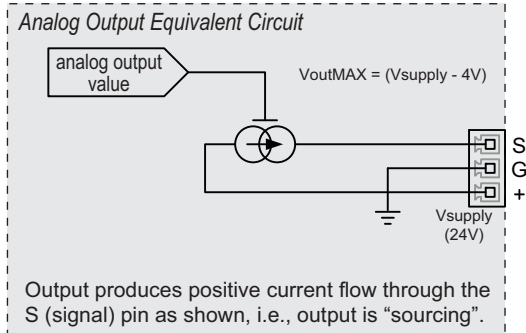 Analog Output Equivalent Circuit
analog output
value
VoutMAX = (Vsupply - 4V)
S
G
+
Vsupply
(24V)
Output produces positive current flow through the
S (signal) pin as shown, i.e., output is “sourcing”.